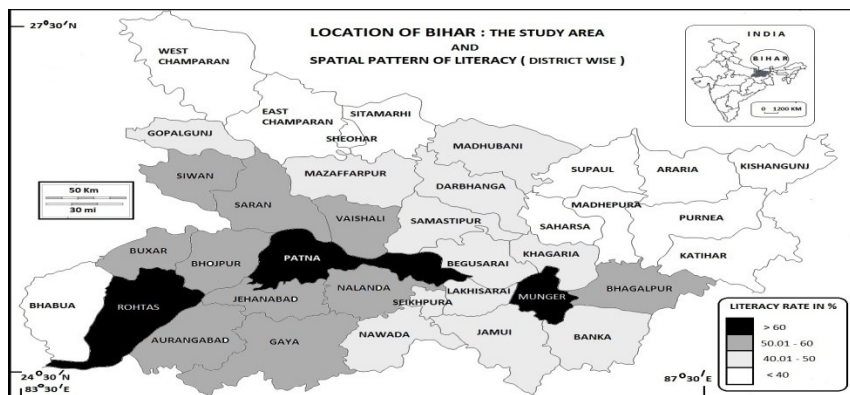 27°30'N
LOCATION OF BIHAR : THE STUDY AREA
AND
SPATIAL PATTERN OF LITERACY ( DISTRICT WISE )
INDIA
BIHAR
0 1200 KM
WEST
CHAMPARAN
EAST
CHAMPARAN
SITAMARHI
SHEOHAR
GOPALGUNJ
MADHUBANI
SIWAN
MAZAFFARPUR
DARBHANGA
SUPAUL
ARARIA
KISHANGUNJ
50 Km
30 mi
SARAN
VAISHALI
SAMASTIPUR
MADHEPURA
SAHARSA
PURNEA
BUXAR
BHOJPUR
PATNA
BEGUSARAI
KHAGARIA
KATIHAR
BHABUA
ROHTAS
JEHANABAD
NALANDA
SEIKHPURA
LAKHISARAI
MUNGER
BHAGALPUR
AURANGABAD
GAYA
NAWADA
JAMUI
BANKA
LITERACY RATE IN %
> 60
50.01 - 60
40.01 - 50
< 40
24°30'N
83°30'E
87°30'E